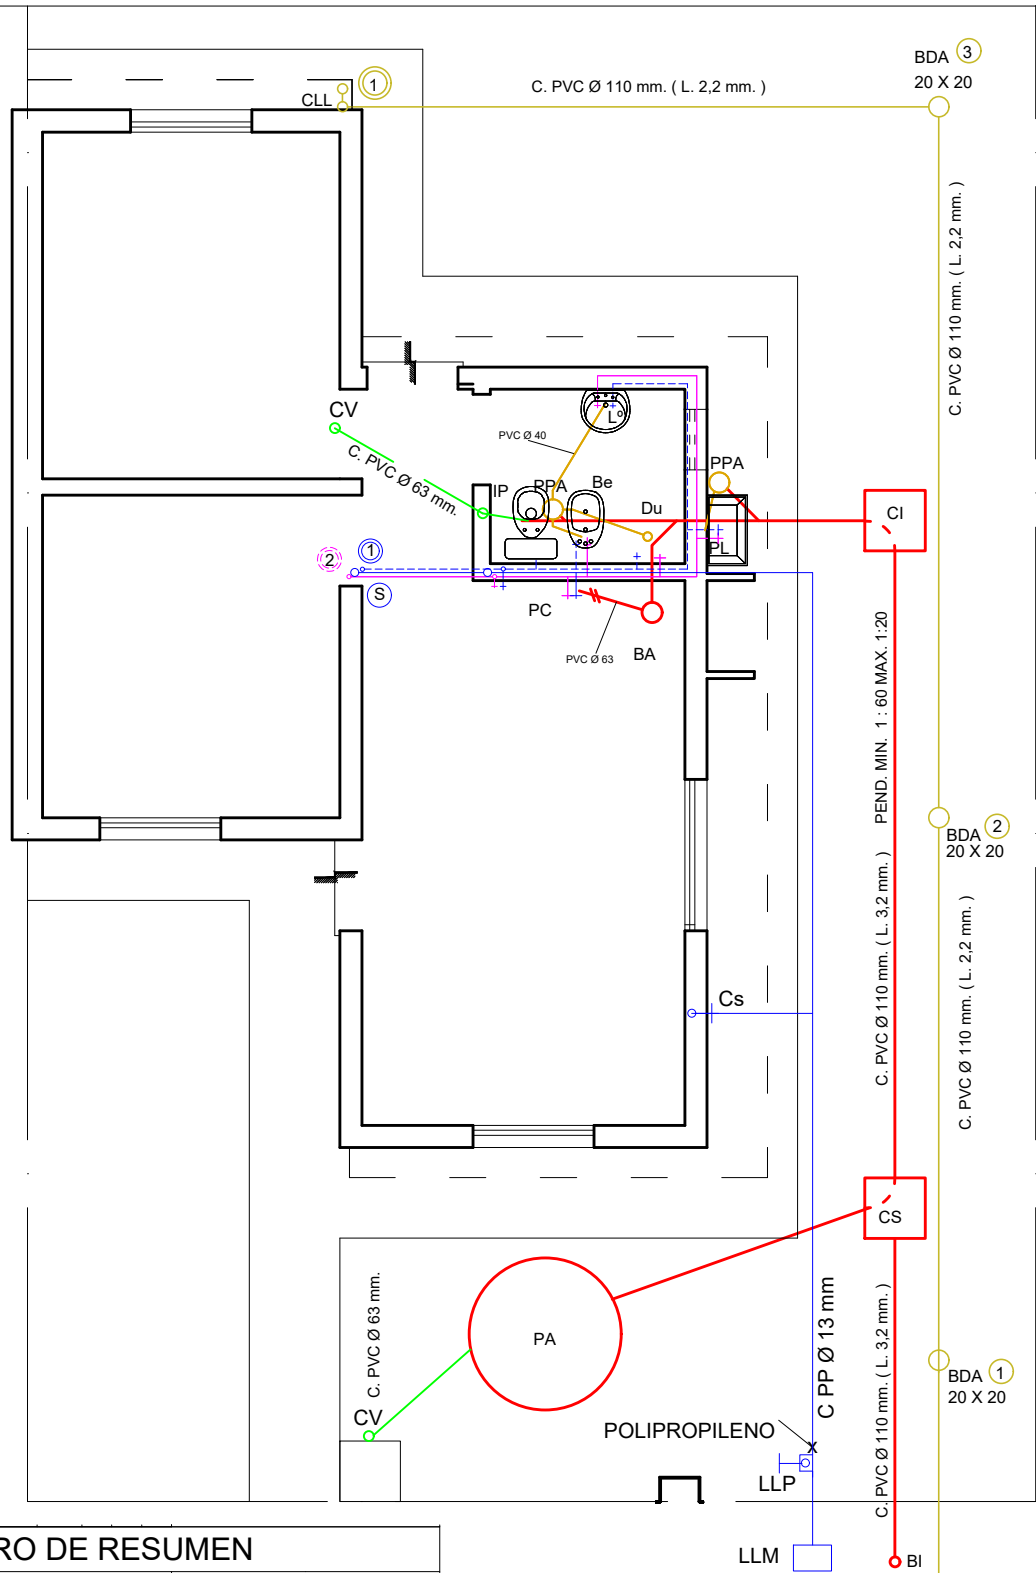 BDA 3
20 X 20
C. PVC Ø 110 mm. ( L. 2,2 mm. )
1
CLL
C. PVC Ø 110 mm. ( L. 2,2 mm. )
CV
C. PVC Ø 63 mm.
PVC Ø 40
Lº
IP
PPA
Be
Du
PPA
PL
CI
2
1
S
PC
PVC Ø 63
BA
PEND. MIN. 1 : 60 MAX. 1:20
C. PVC Ø 110 mm. ( L. 3,2 mm. )
BDA 2
20 X 20
C. PVC Ø 110 mm. ( L. 2,2 mm. )
Cs
CS
PA
C. PVC Ø 63 mm.
CV
C PP Ø 13 mm
C. PVC Ø 110 mm. ( L. 3,2 mm. )
BDA 1
20 X 20
POLIPROPILENO
X
LLP
LLM
BI
RO DE RESUMEN